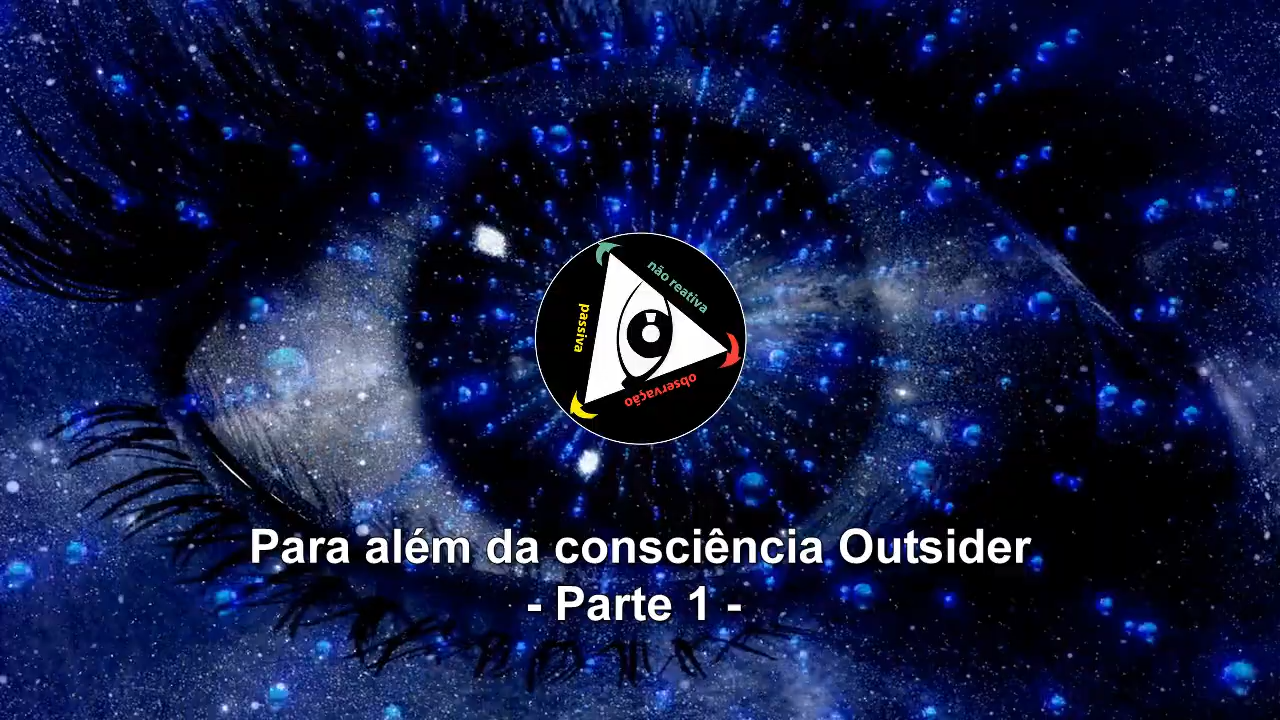 não reativa
passiva
observação
Para além da consciência Outsider
- Parte 1 -